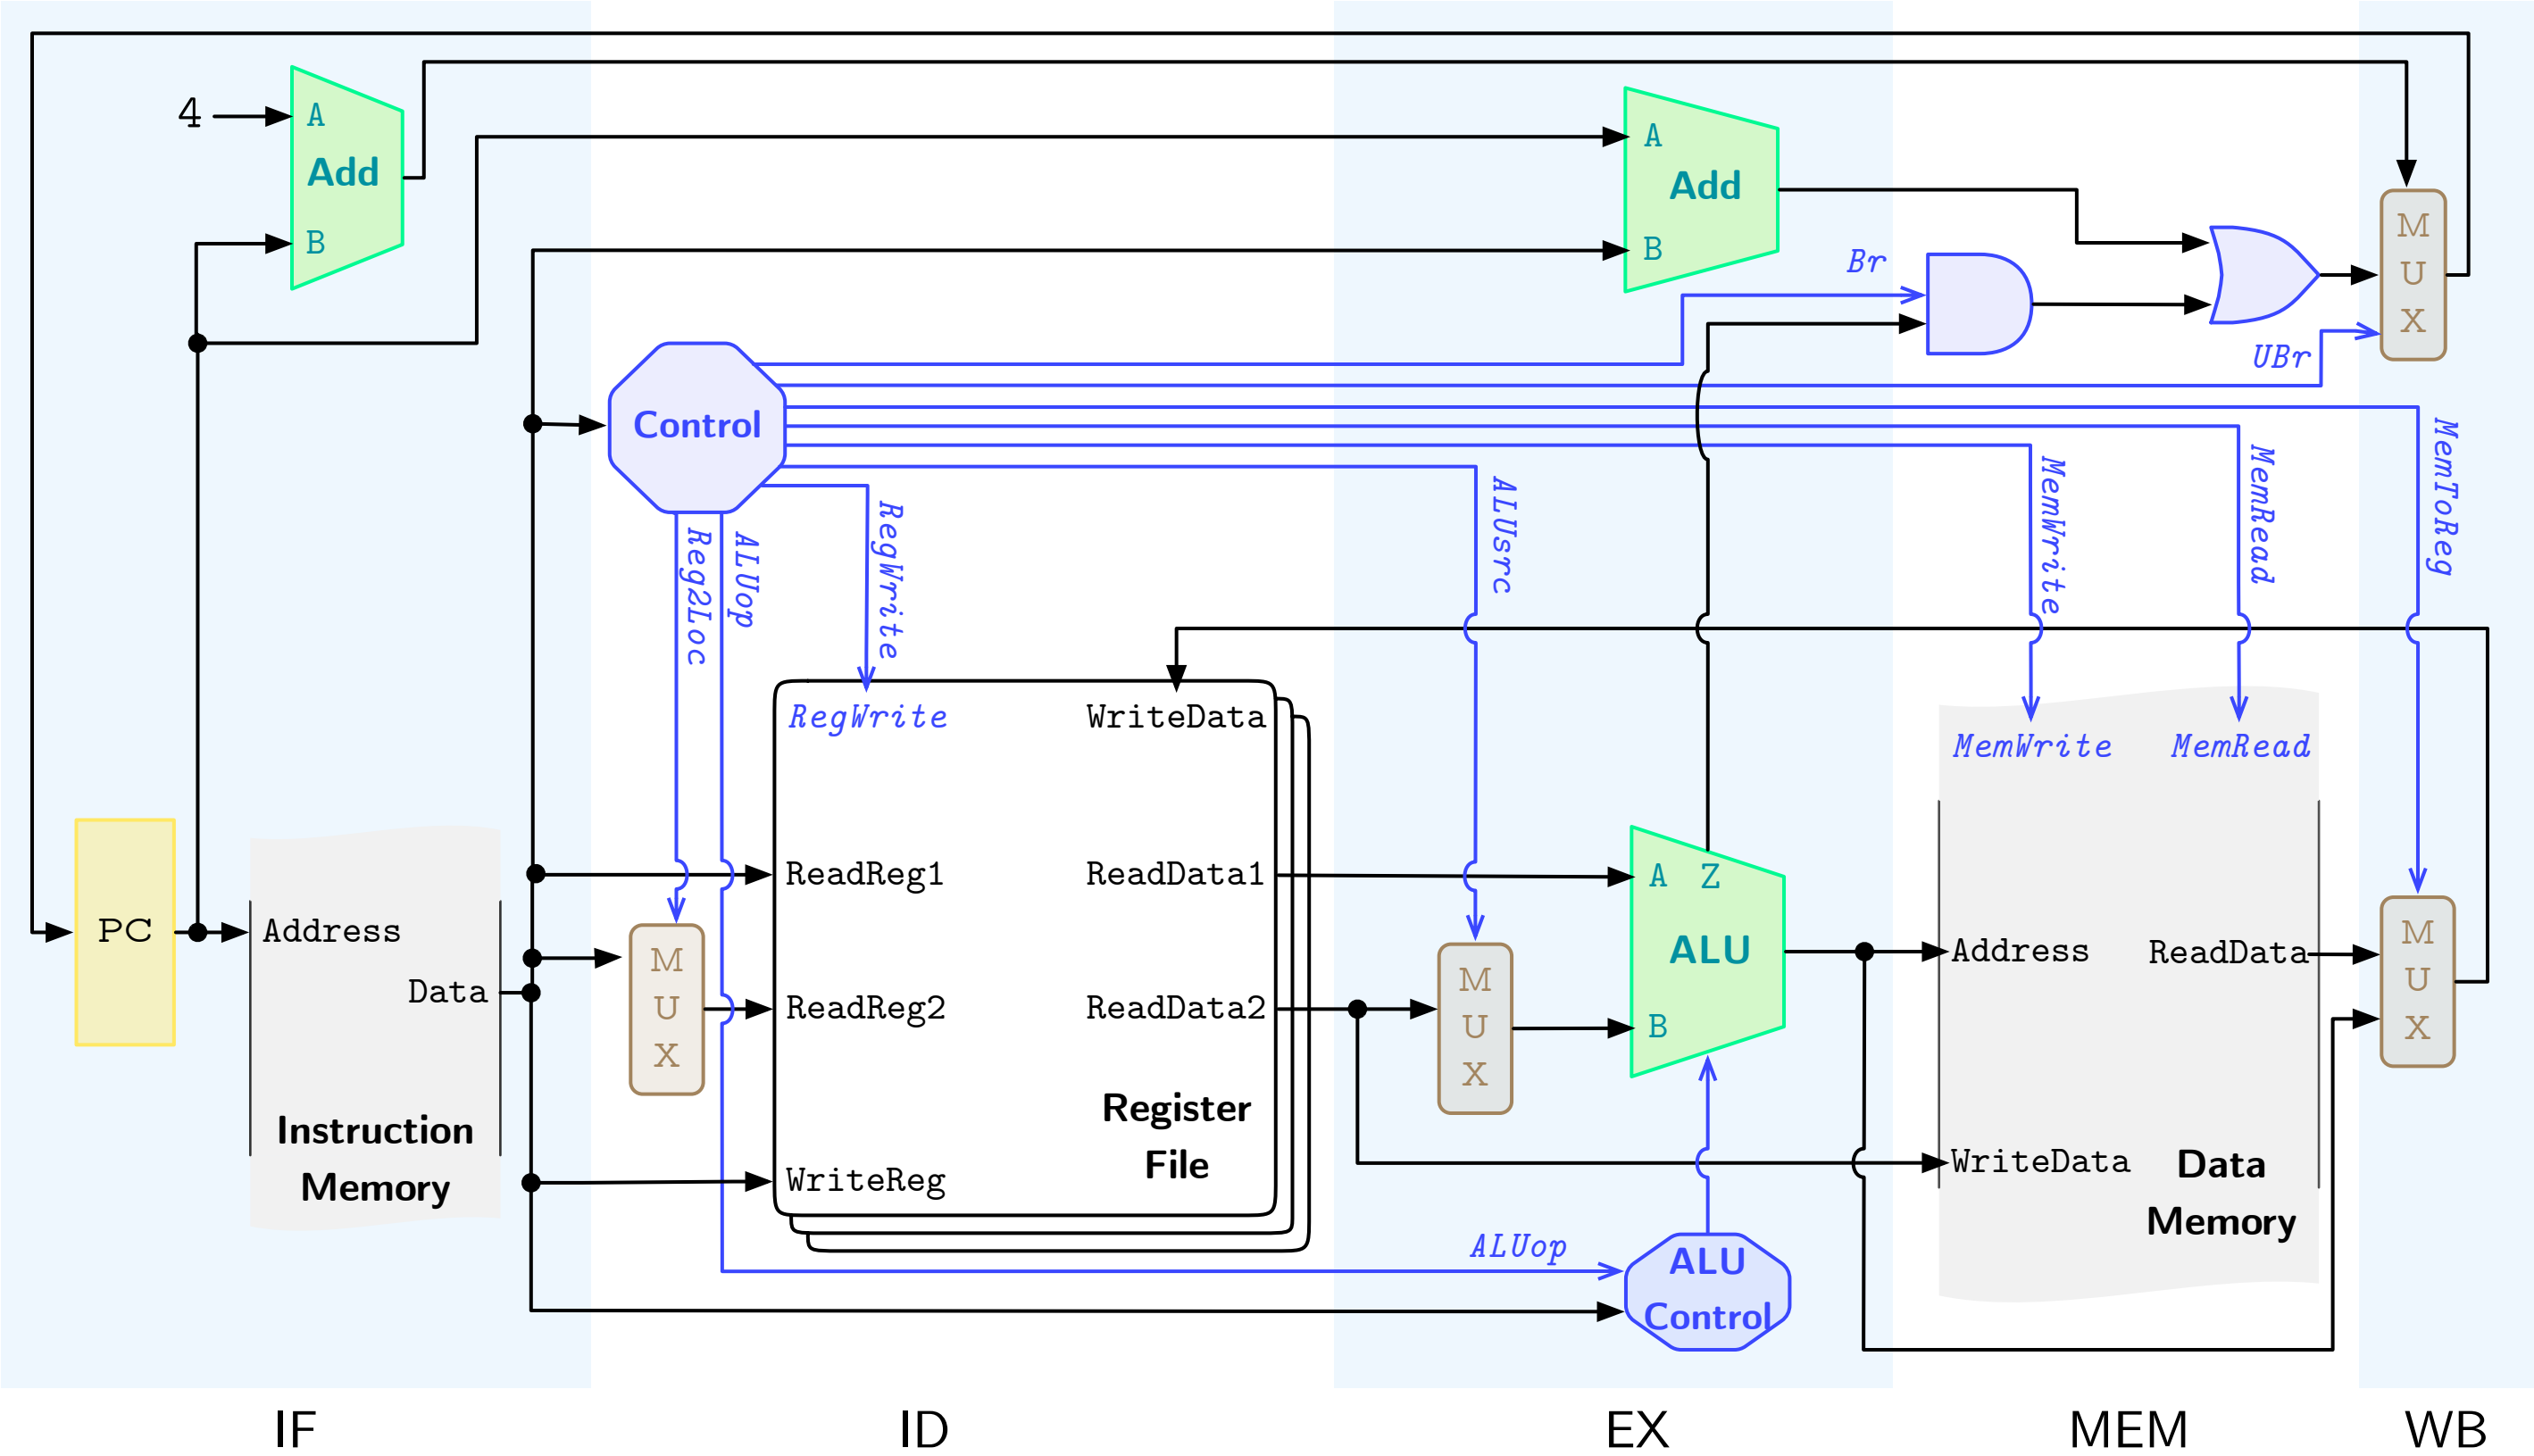 4
A
Add
B
A
Add
B
Br
UBr
M
U
X
Control
Reg2Loc
ALUop
RegWrite
ALUsrc
MemWrite
MemRead
MemToReg
RegWrite
WriteData
ReadReg1
ReadData1
ReadReg2
ReadData2
WriteReg
Register
File
PC
Address
Data
Instruction
Memory
M
U
X
M
U
X
A
Z
ALU
B
ALUop
ALU
Control
MemWrite
MemRead
Address
ReadData
WriteData
Data
Memory
M
U
X
IF
ID
EX
MEM
WB